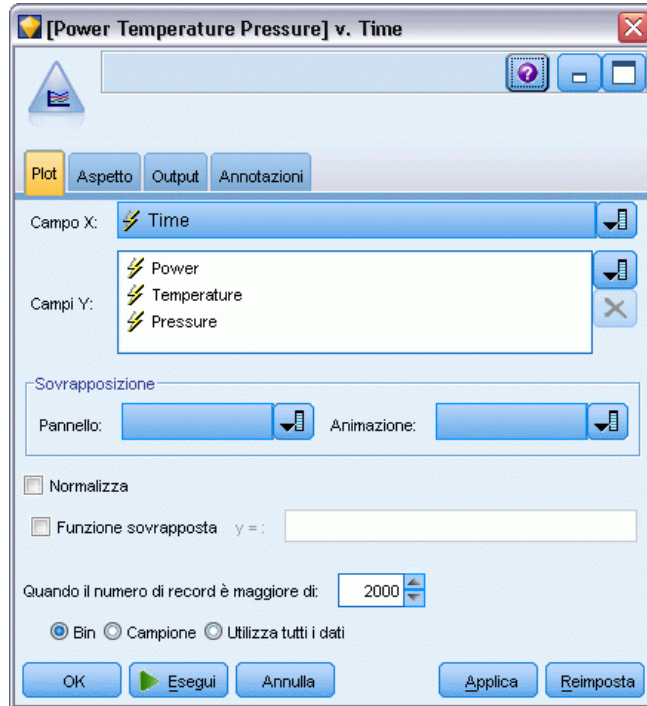 [Power Temperature Pressure] v. Time
?
Plot Aspetto Output Annotazioni
Campo X: Time
Campi Y: Power
Temperature
Pressure
Sovrapposizione
Pannello: Animazione:
Normalizza
Funzione sovrapposta y = :
Quando il numero di record è maggiore di: 2000
Bin Campione Utilizza tutti i dati
OK Esegui Annulla Applica Reimposta